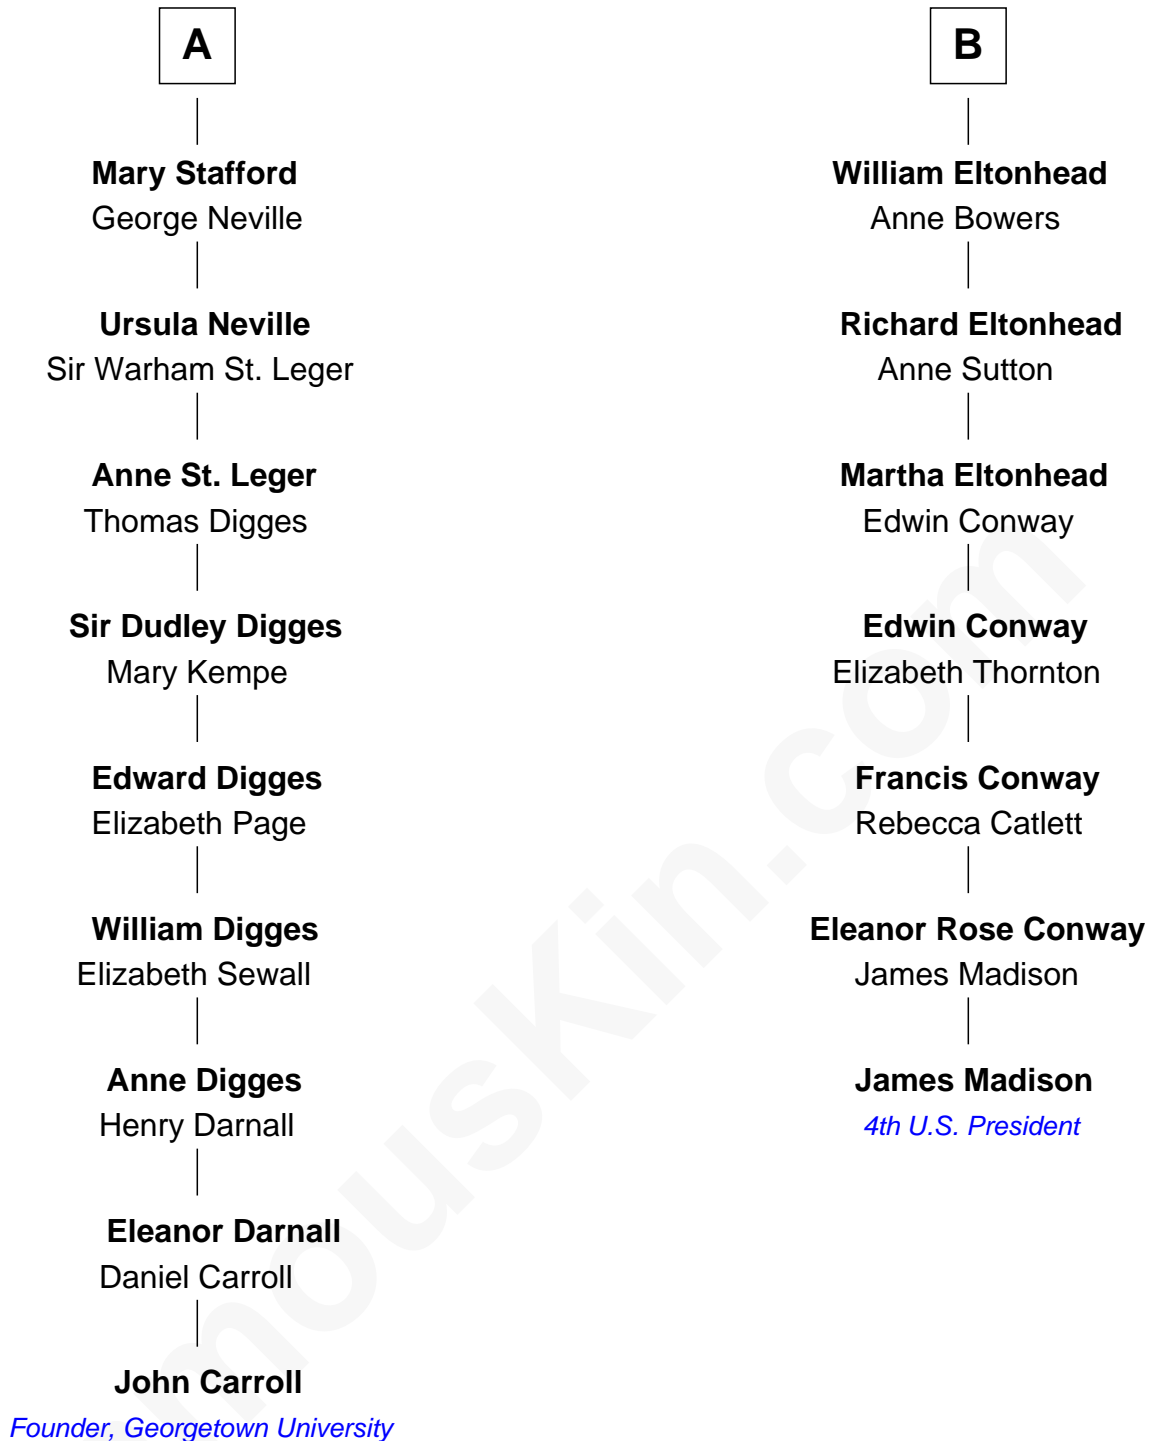 A
Mary Stafford
George Neville
Ursula Neville
Sir Warham St. Leger
Anne St. Leger
Thomas Digges
Sir Dudley Digges
Mary Kempe
Edward Digges
Elizabeth Page
William Digges
Elizabeth Sewall
Anne Digges
Henry Darnall
Eleanor Darnall
Daniel Carroll
John Carroll
Founder, Georgetown University
B
William Eltonhead
Anne Bowers
Richard Eltonhead
Anne Sutton
Martha Eltonhead
Edwin Conway
Edwin Conway
Elizabeth Thornton
Francis Conway
Rebecca Catlett
Eleanor Rose Conway
James Madison
James Madison
4th U.S. President
mousKin.com